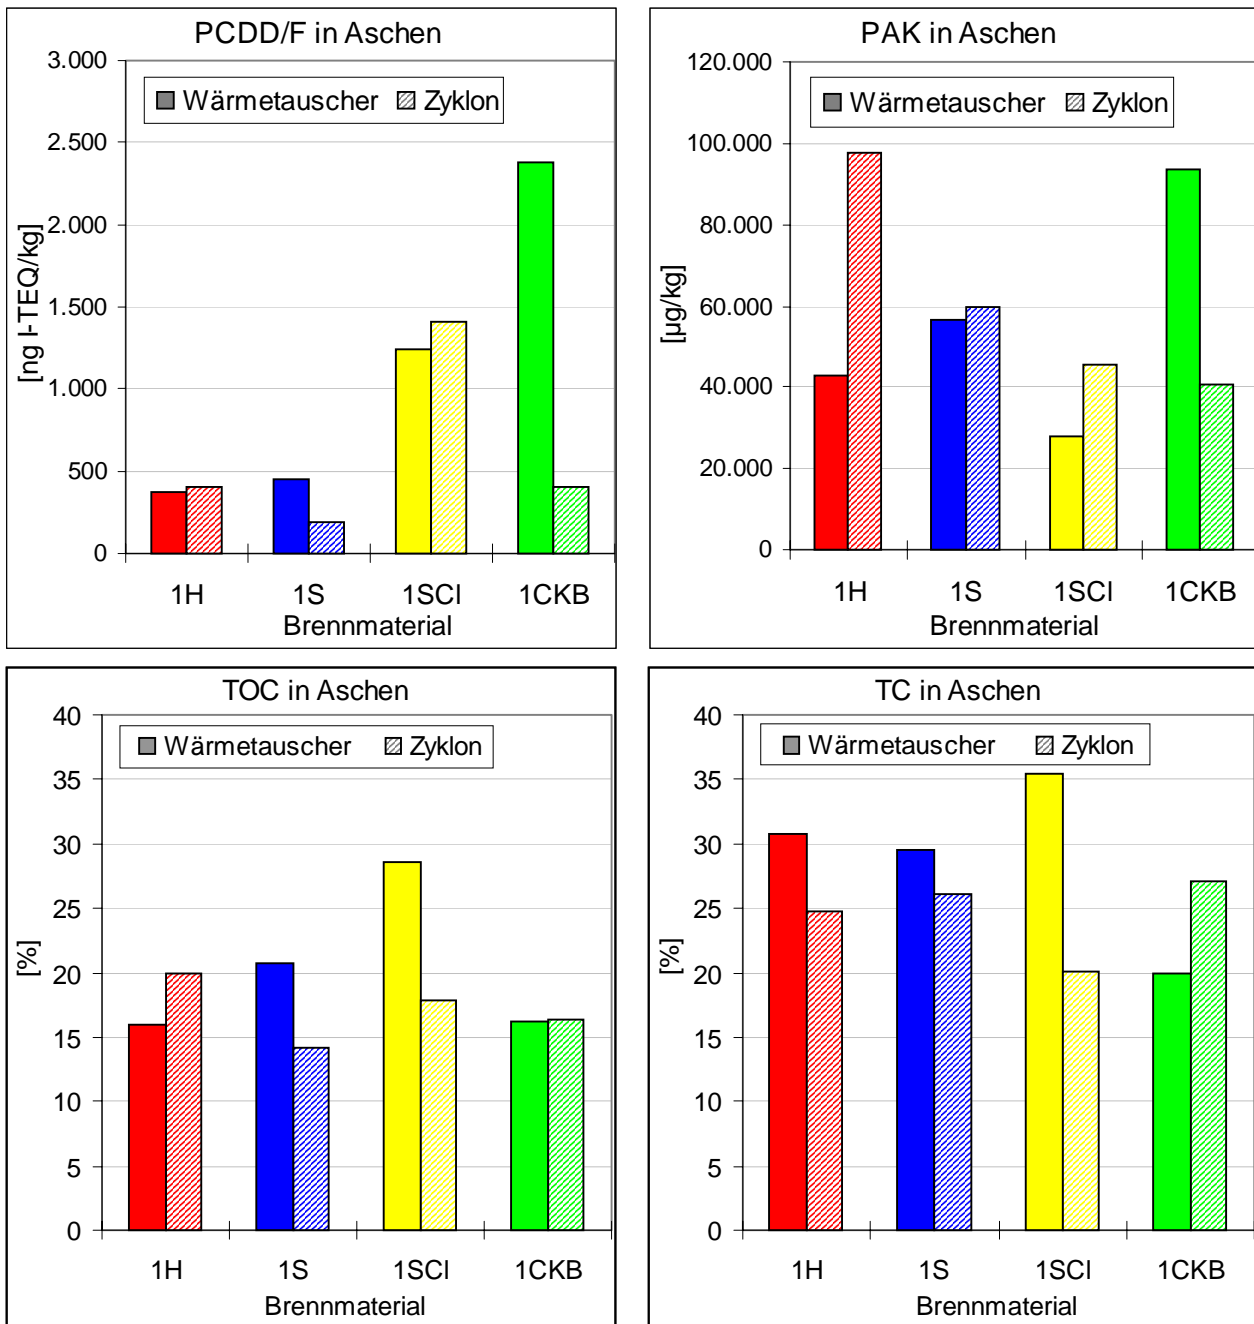 PCDD/F in Aschen
3.000
2.500
2.000
1.500
1.000
500
0
[ng I-TEQ/kg]
Wärmetauscher Zyklon
1H 1S 1SCl 1CKB
Brennmaterial
PAK in Aschen
120.000
100.000
80.000
60.000
40.000
20.000
0
[µg/kg]
Wärmetauscher Zyklon
1H 1S 1SCl 1CKB
Brennmaterial
TOC in Aschen
40
35
30
25
20
15
10
5
0
[%]
Wärmetauscher Zyklon
1H 1S 1SCl 1CKB
Brennmaterial
TC in Aschen
40
35
30
25
20
15
10
5
0
[%]
Wärmetauscher Zyklon
1H 1S 1SCl 1CKB
Brennmaterial